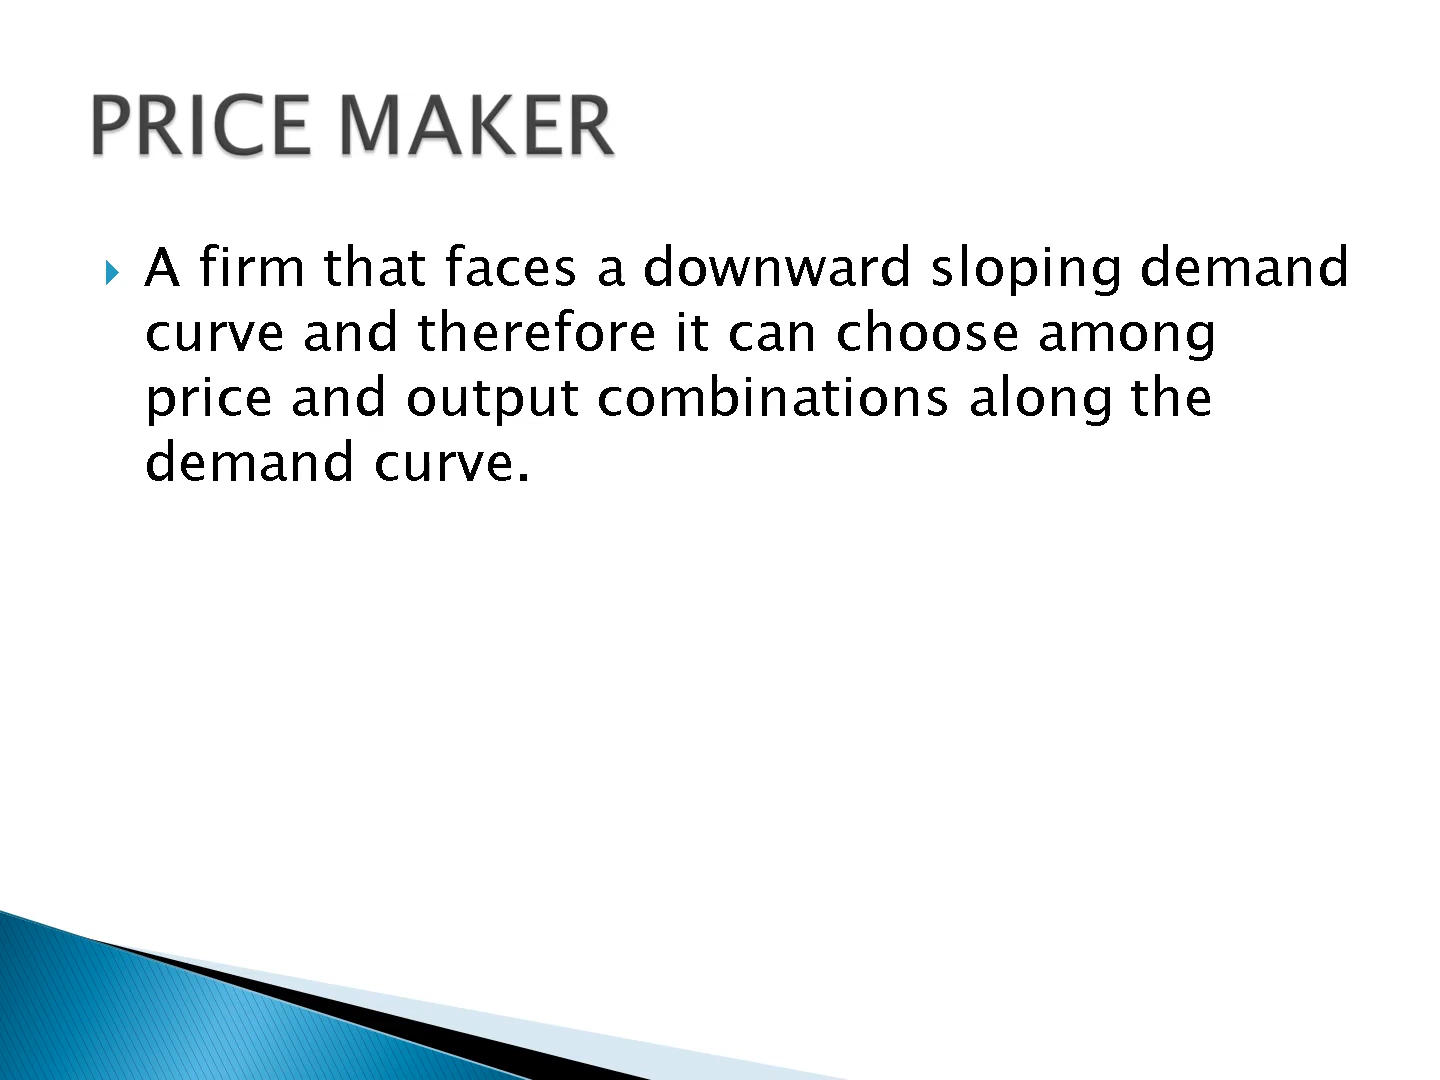 PRICE MAKER
A firm that faces a downward sloping demand
curve and therefore it can choose among
price and output combinations along the
demand curve.